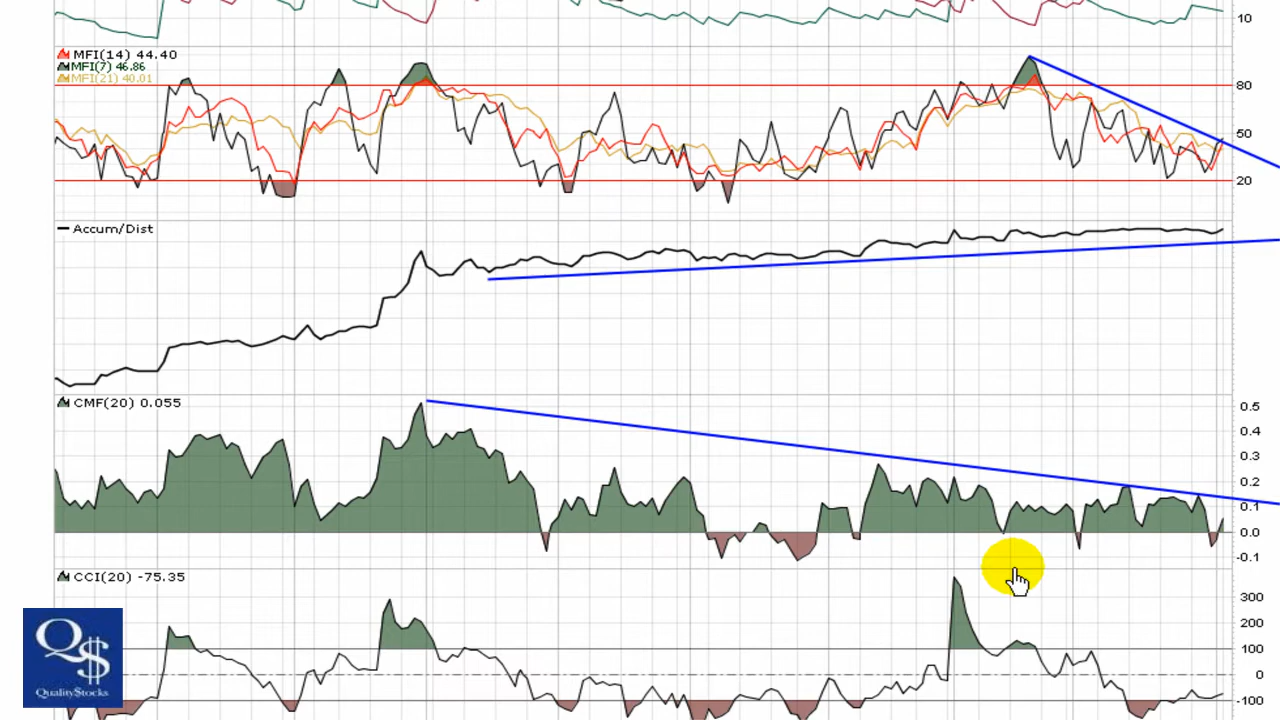 10
MFI(14) 44.40
MFI(7) 46.86
MFI(21) 40.01
80
50
20
Accum/Dist
CMF(20) 0.055
0.5
0.4
0.3
0.2
0.1
0.0
-0.1
CCI(20) -75.35
300
200
100
0
-100
Q$
QualityStocks